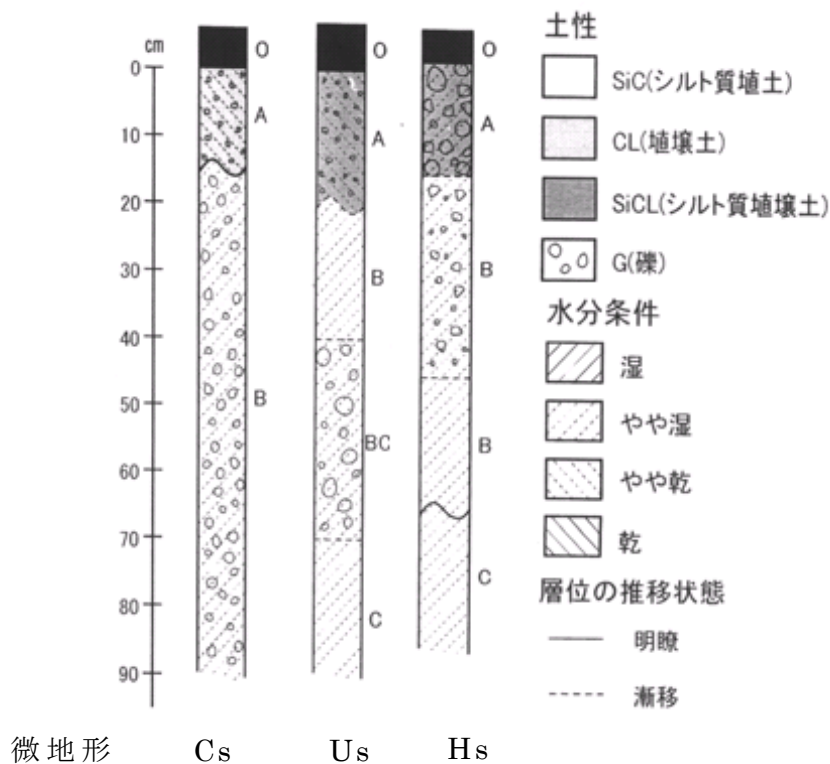 cm
0
10
20
30
40
50
60
70
80
90
O
A
B
O
A
B
BC
C
O
A
B
B
C
土性
SiC(シルト質埴土)
CL(埴壌土)
SiCL(シルト質埴壌土)
G(礫)
水分条件
湿
やや湿
やや乾
乾
層位の推移状態
明瞭
漸移
微地形 Cs Us Hs